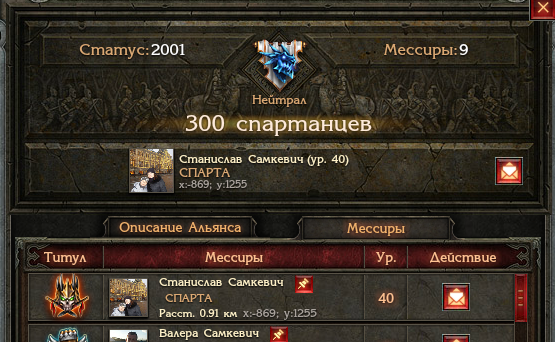 Статус: 2001
Мессиры: 9
Нейтрал
300 спартанцев
Станислав Самкевич (ур. 40)
СПАРТА
x:-869; y:1255
Описание Альянса
Мессиры
Титул Мессиры Ур. Действие
Станислав Самкевич
СПАРТА
40
Расст. 0.91 км x:-869; y:1255
Валера Самкевич